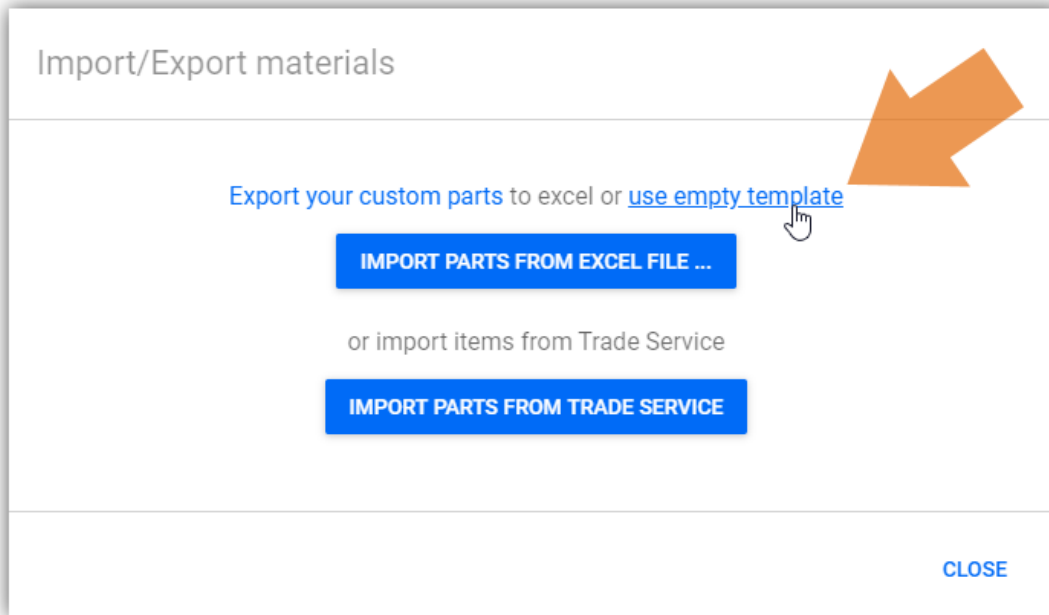 Import/Export materials
Export your custom parts to excel or use empty template
IMPORT PARTS FROM EXCEL FILE ...
or import items from Trade Service
IMPORT PARTS FROM TRADE SERVICE
CLOSE